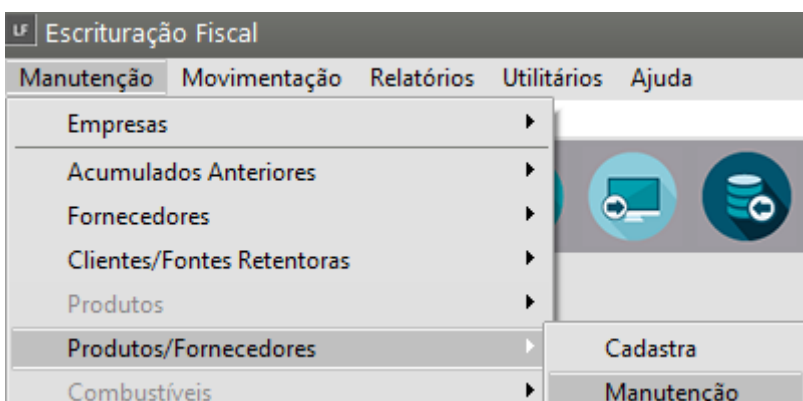 LF Escrituração Fiscal
Manutenção Movimentação Relatórios Utilitários Ajuda
Empresas
Acumulados Anteriores
Fornecedores
Clientes/Fontes Retentoras
Produtos
Produtos/Fornecedores Cadastra
Combustíveis Manutenção